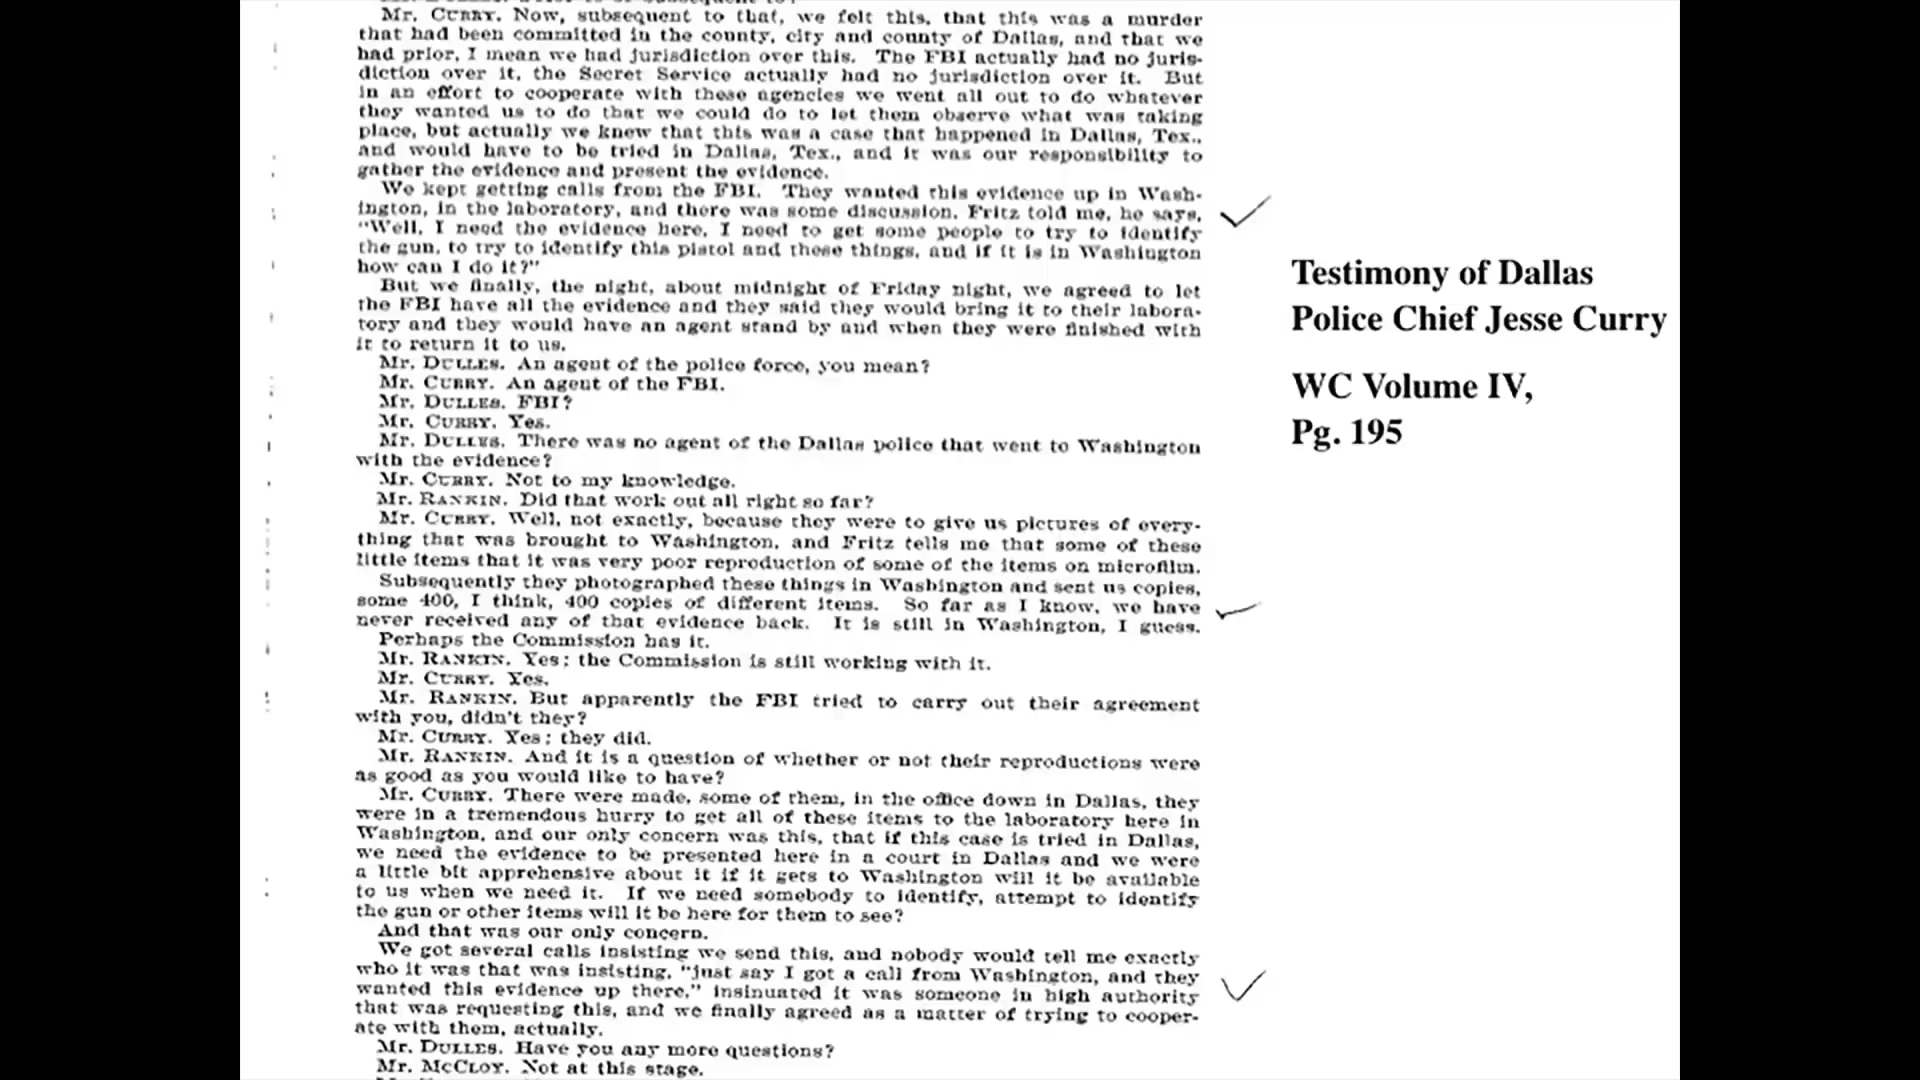 Mr. CURRY. Now, subsequent to that, we felt this, that this was a murder
that had been committed in the county, city and county of Dallas, and that we
had prior, I mean we had jurisdiction over this. The FBI actually had no juris-
diction over it, the Secret Service actually had no jurisdiction over it. But
in an effort to cooperate with these agencies we went all out to do whatever
they wanted us to do that we could do to let them observe what was taking
place, but actually we knew that this was a case that happened in Dallas, Tex.,
and would have to be tried in Dallas, Tex., and it was our responsibility to
gather the evidence and present the evidence.
We kept getting calls from the FBI. They wanted this evidence up in Wash-
ington, in the laboratory, and there was some discussion, Fritz told me, he says,
"Well, I need the evidence here, I need to get some people to try to identify
the gun, to try to identify this pistol and these things, and if it is in Washington
how can I do it?"
But we finally, the night, about midnight of Friday night, we agreed to let
the FBI have all the evidence and they said they would bring it to their labora-
tory and they would have an agent stand by and when they were finished with
it to return it to us.
Mr. DULLES. An agent of the police force, you mean?
Mr. CURRY. An agent of the FBI.
Mr. DULLES. FBI?
Mr. CURRY. Yes.
Mr. DULLES. There was no agent of the Dallas police that went to Washington
with the evidence?
Mr. CURRY. Not to my knowledge.
Mr. RANKIN. Did that work out all right so far?
Mr. CURRY. Well, not exactly, because they were to give us pictures of every-
thing that was brought to Washington, and Fritz tells me that some of these
little items that it was very poor reproduction of some of the items on microfilm.
Subsequently they photographed these things in Washington and sent us copies,
some 400, I think, 400 copies of different items. So far as I know, we have
never received any of that evidence back. It is still in Washington, I guess.
Perhaps the Commission has it.
Mr. RANKIN. Yes; the Commission is still working with it.
Mr. CURRY. Yes.
Mr. RANKIN. But apparently the FBI tried to carry out their agreement
with you, didn't they?
Mr. CURRY. Yes; they did.
Mr. RANKIN. And it is a question of whether or not their reproductions were
as good as you would like to have?
Mr. CURRY. There were made, some of them, in the office down in Dallas, they
were in a tremendous hurry to get all of these items to the laboratory here in
Washington, and our only concern was this, that if this case is tried in Dallas,
we need the evidence to be presented here in a court in Dallas and we were
a little bit apprehensive about it if it gets to Washington will it be available
to us when we need it. If we need somebody to identify, attempt to identify
the gun or other items will it be here for them to see?
And that was our only concern.
We got several calls insisting we send this, and nobody would tell me exactly
who it was that was insisting, "just say I got a call from Washington, and they
wanted this evidence up there," insinuated it was someone in high authority
that was requesting this, and we finally agreed as a matter of trying to cooper-
ate with them, actually.
Mr. DULLES. Have you any more questions?
Mr. McCLOY. Not at this stage.
Testimony of Dallas
Police Chief Jesse Curry
WC Volume IV,
Pg. 195